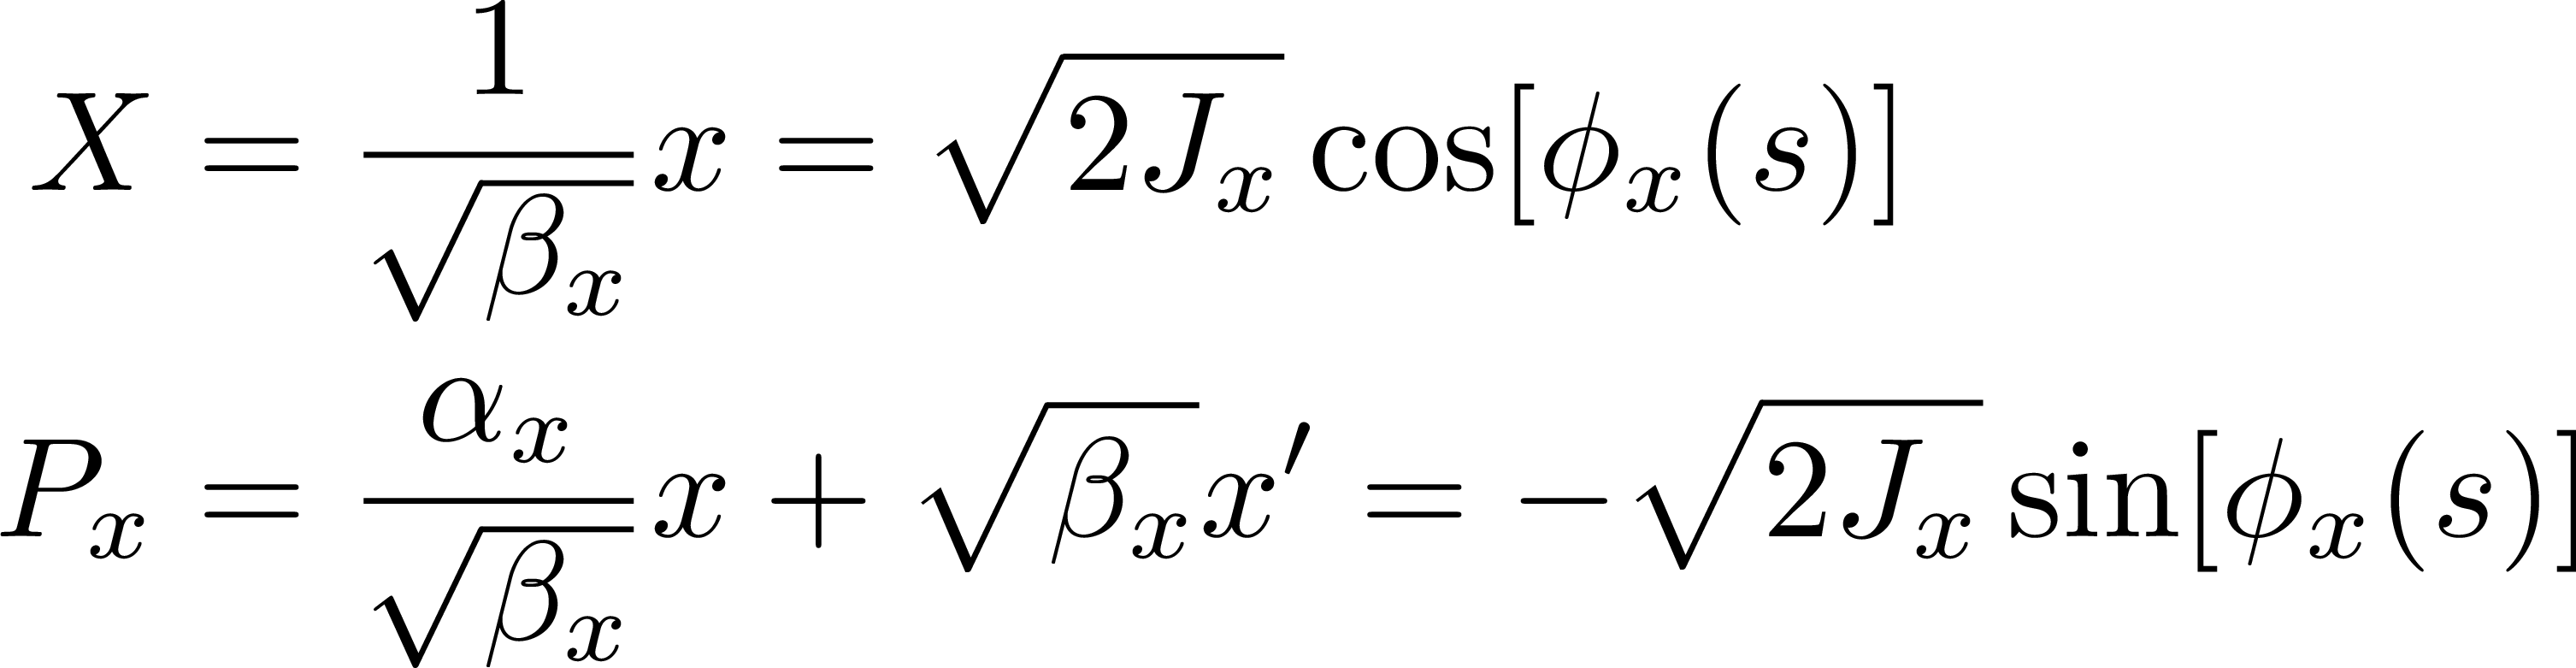 X = \frac{1}{\sqrt{\beta_x}} x = \sqrt{2J_x} \cos[\phi_x(s)]
P_x = \frac{\alpha_x}{\sqrt{\beta_x}} x + \sqrt{\beta_x} x' = -\sqrt{2J_x} \sin[\phi_x(s)]